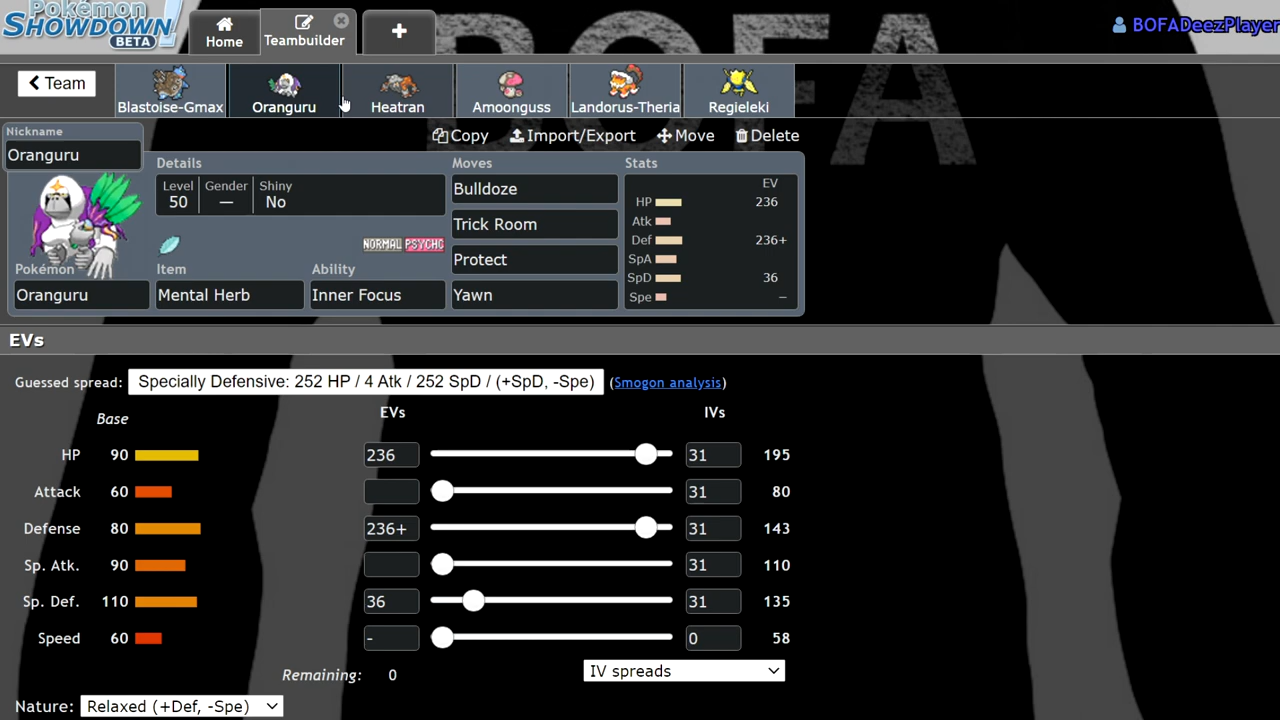 Pokémon
SHOWDOWN!
BETA
Home
Teambuilder
BOFADeezPlayer
BOFA
Team
Blastoise-Gmax
Oranguru
Heatran
Amoonguss
Landorus-Theria
Regieleki
Copy
Import/Export
Move
Delete
Nickname
Oranguru
Details
Level
50
Gender
—
Shiny
No
NORMAL PSYCHC
Pokémon
Oranguru
Item
Mental Herb
Ability
Inner Focus
Moves
Bulldoze
Trick Room
Protect
Yawn
Stats
EV
HP 236
Atk
Def 236+
SpA
SpD 36
Spe –
EVs
Guessed spread: Specially Defensive: 252 HP / 4 Atk / 252 SpD / (+SpD, -Spe) (Smogon analysis)
Base EVs IVs
HP 90 236 31 195
Attack 60 31 80
Defense 80 236+ 31 143
Sp. Atk. 90 31 110
Sp. Def. 110 36 31 135
Speed 60 - 0 58
Remaining: 0 IV spreads
Nature: Relaxed (+Def, -Spe)